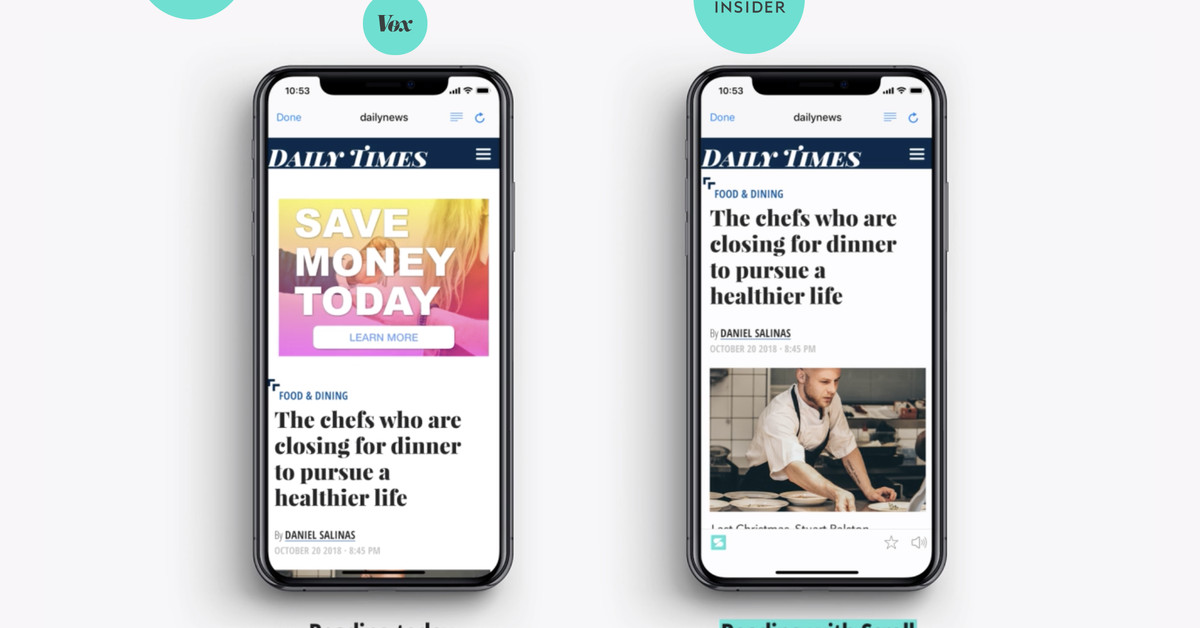 Vox
INSIDER
10:53
Done
dailynews
DAILY TIMES
SAVE
MONEY
TODAY
LEARN MORE
FOOD & DINING
The chefs who are
closing for dinner
to pursue a
healthier life
By DANIEL SALINAS
OCTOBER 20 2018 - 8:45 PM
10:53
Done
dailynews
DAILY TIMES
FOOD & DINING
The chefs who are
closing for dinner
to pursue a
healthier life
By DANIEL SALINAS
OCTOBER 20 2018 - 8:45 PM
Last Christmas, Stuart Ralston